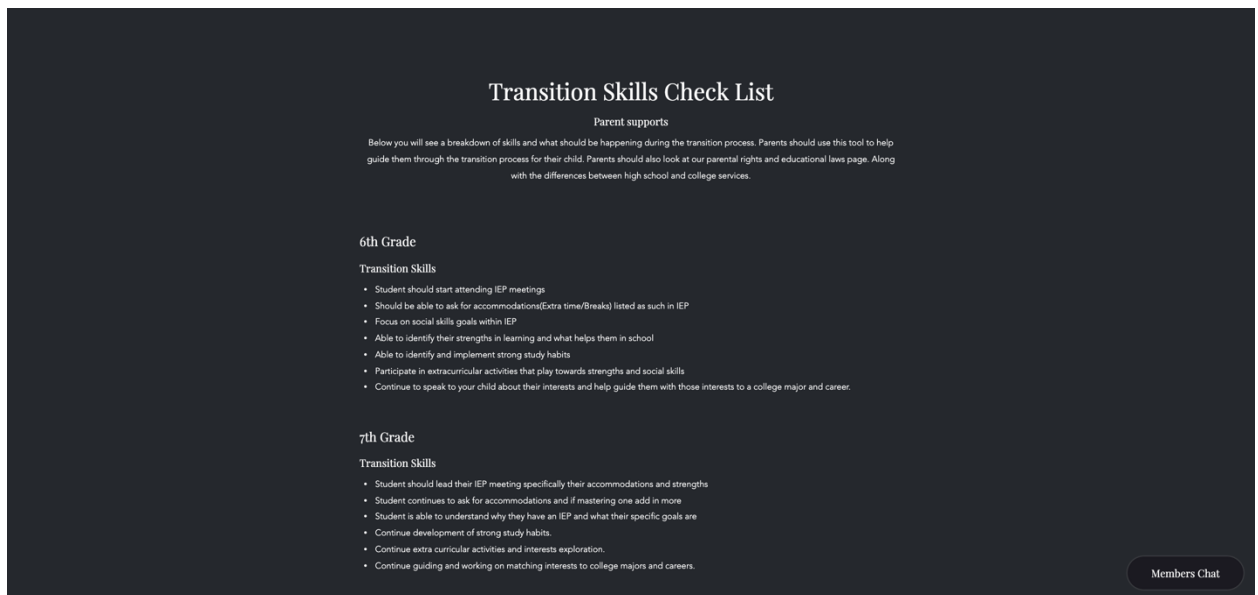 Transition Skills Check List
Parent supports
Below you will see a breakdown of skills and what should be happening during the transition process. Parents should use this tool to help
guide them through the transition process for their child. Parents should also look at our parental rights and educational laws page. Along
with the differences between high school and college services.
6th Grade
Transition Skills
• Student should start attending IEP meetings
• Should be able to ask for accommodations(Extra time/Breaks) listed as such in IEP
• Focus on social skills goals within IEP
• Able to identify their strengths in learning and what helps them in school
• Able to identify and implement strong study habits
• Participate in extracurricular activities that play towards strengths and social skills
• Continue to speak to your child about their interests and help guide them with those interests to a college major and career.
7th Grade
Transition Skills
• Student should lead their IEP meeting specifically their accommodations and strengths
• Student continues to ask for accommodations and if mastering one add in more
• Student is able to understand why they have an IEP and what their specific goals are
• Continue development of strong study habits.
• Continue extra curricular activities and interests exploration.
• Continue guiding and working on matching interests to college majors and careers.
Members Chat